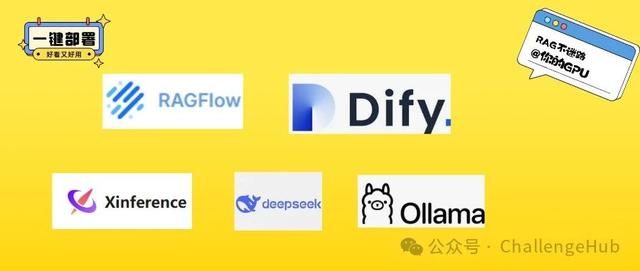 一键部署
好看又好用
RAG不迷路
@你的GPU
RAGFlow
Dify.
Xinference
deepseek
Ollama
公众号 · ChallengeHub